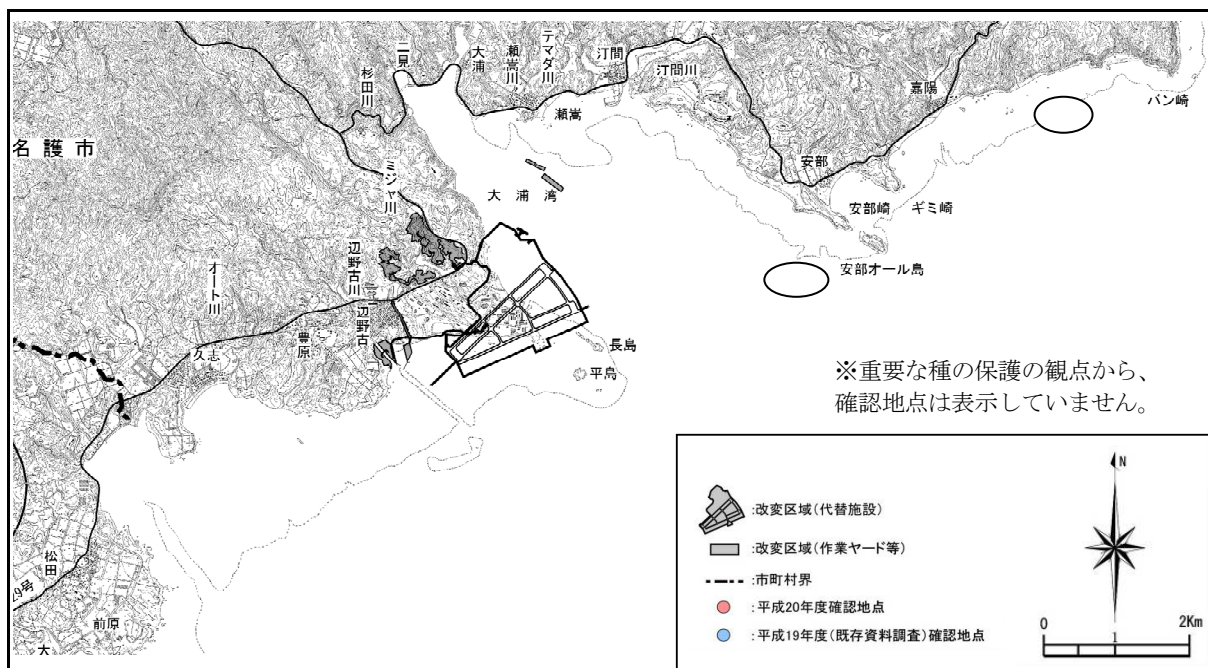 二見
杉田川
大浦
瀬嵩川
テマダ川
汀間
汀間川
瀬嵩
嘉陽
バン崎
名護市
ミジャ川
大浦湾
安部
安部崎
ギミ崎
安部オール島
辺野古川
オート川
辺野古
豊原
久志
長島
平島
※重要な種の保護の観点から、
確認地点は表示していません。
松田
前原
29号
大
N
:改変区域(代替施設)
:改変区域(作業ヤード等)
:市町村界
:平成20年度確認地点
:平成19年度(既存資料調査)確認地点
0 1 2Km